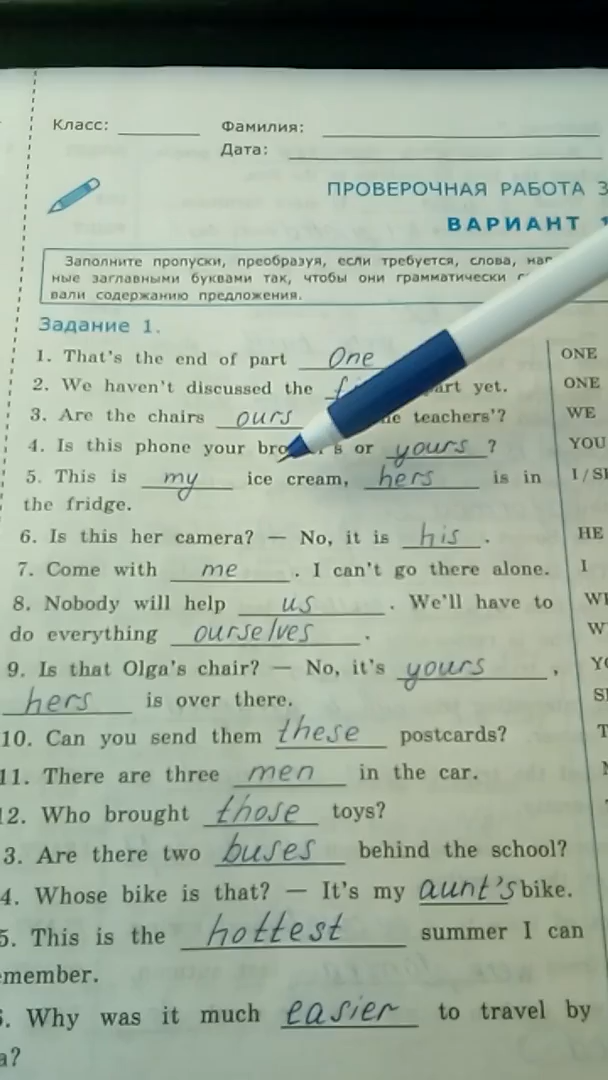 Класс: Фамилия:
Дата:
ПРОВЕРОЧНАЯ РАБОТА 3
ВАРИАНТ 1
Заполните пропуски, преобразуя, если требуется, слова,
ные заглавными буквами так, чтобы они грамматически
вали содержанию предложения.
Задание 1.
1. That's the end of part One ONE
2. We haven't discussed the part yet. ONE
3. Are the chairs ours teachers'? WE
4. Is this phone your or yours ? YOU
5. This is my ice cream, hers is in I/SH
the fridge.
6. Is this her camera? — No, it is his . HE
7. Come with me . I can't go there alone. I
8. Nobody will help us . We'll have to
do everything ourselves .
9. Is that Olga's chair? — No, it's yours ,
hers is over there.
10. Can you send them these postcards?
11. There are three men in the car.
12. Who brought those toys?
3. Are there two buses behind the school?
4. Whose bike is that? — It's my aunt's bike.
5. This is the hottest summer I can
member.
6. Why was it much easier to travel by
a?